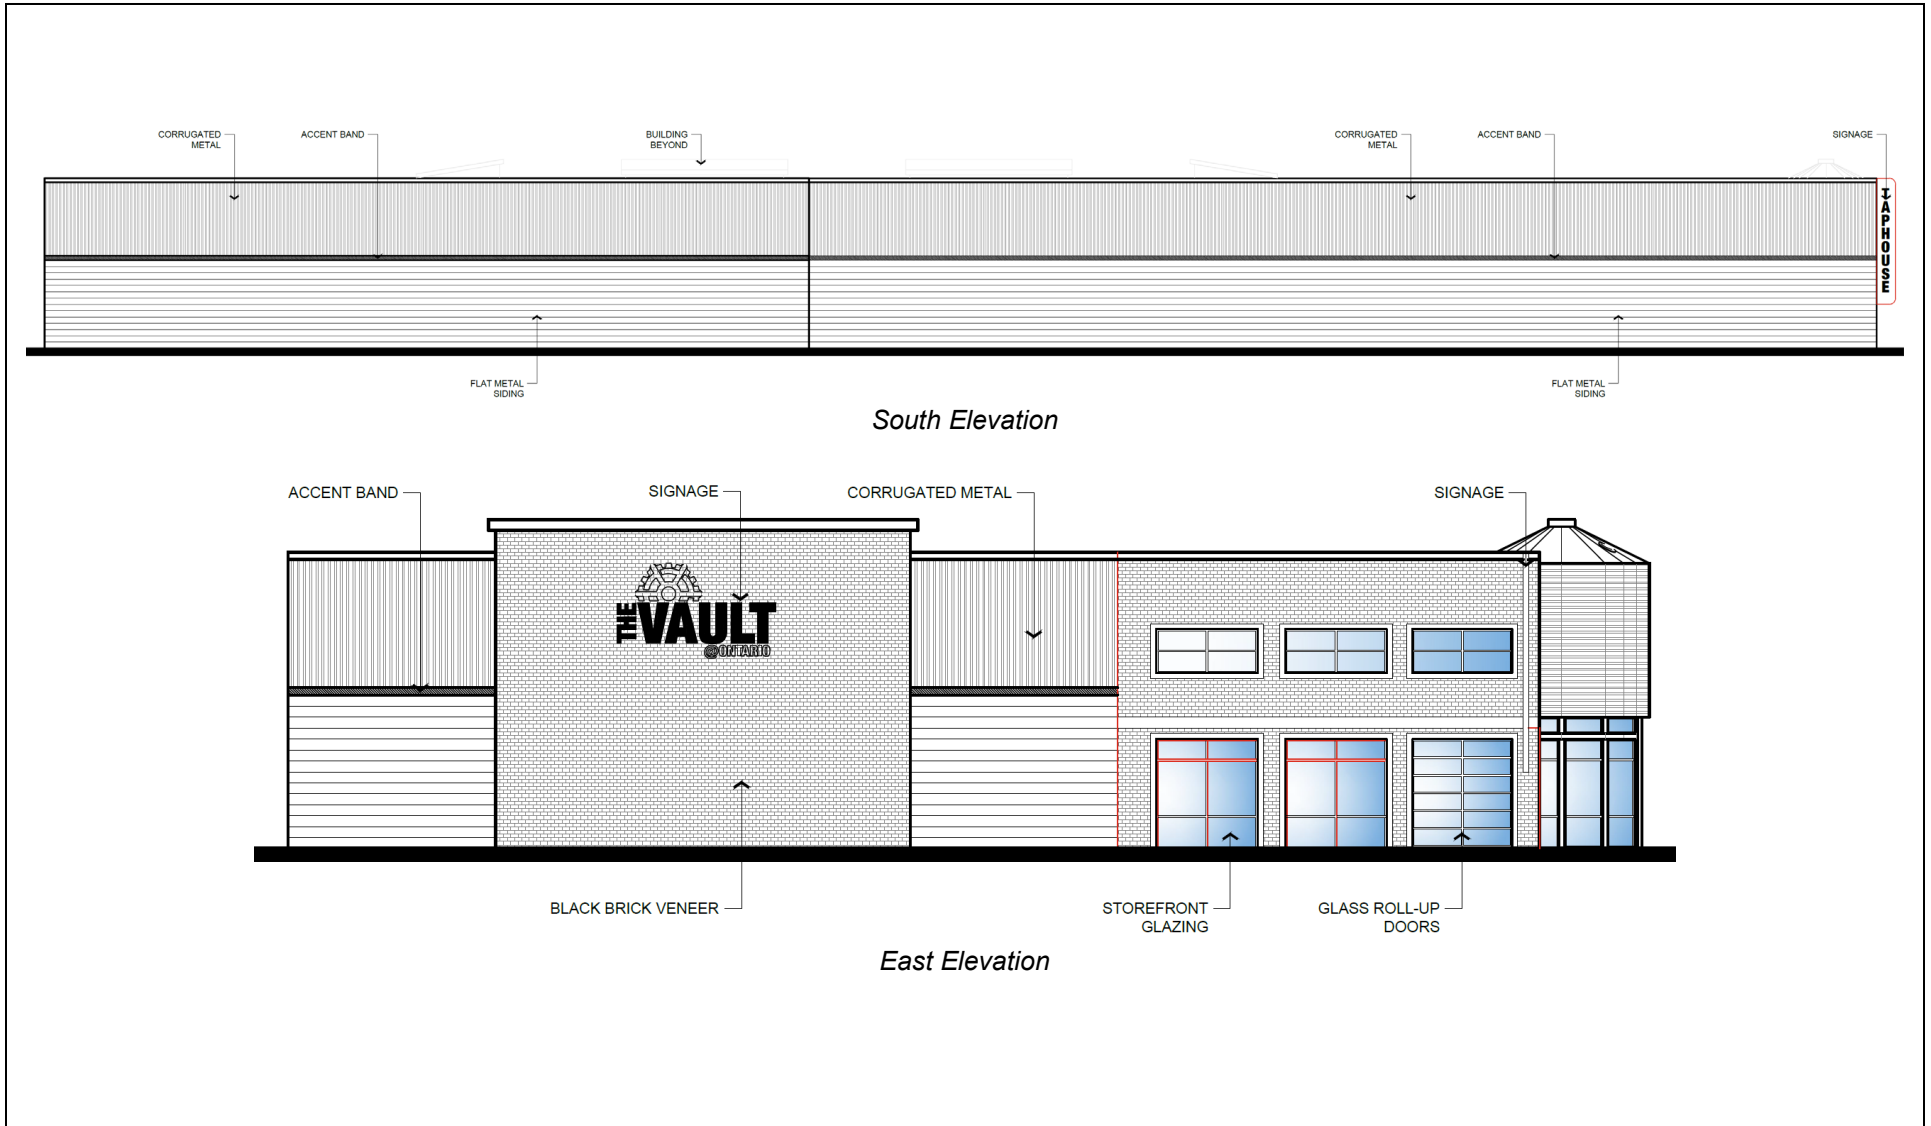 CORRUGATED
METAL
ACCENT BAND
BUILDING
BEYOND
CORRUGATED
METAL
ACCENT BAND
SIGNAGE
TAPHOUSE
FLAT METAL
SIDING
FLAT METAL
SIDING
South Elevation
ACCENT BAND
SIGNAGE
CORRUGATED METAL
SIGNAGE
THE
VAULT
@ONTARIO
BLACK BRICK VENEER
STOREFRONT
GLAZING
GLASS ROLL-UP
DOORS
East Elevation